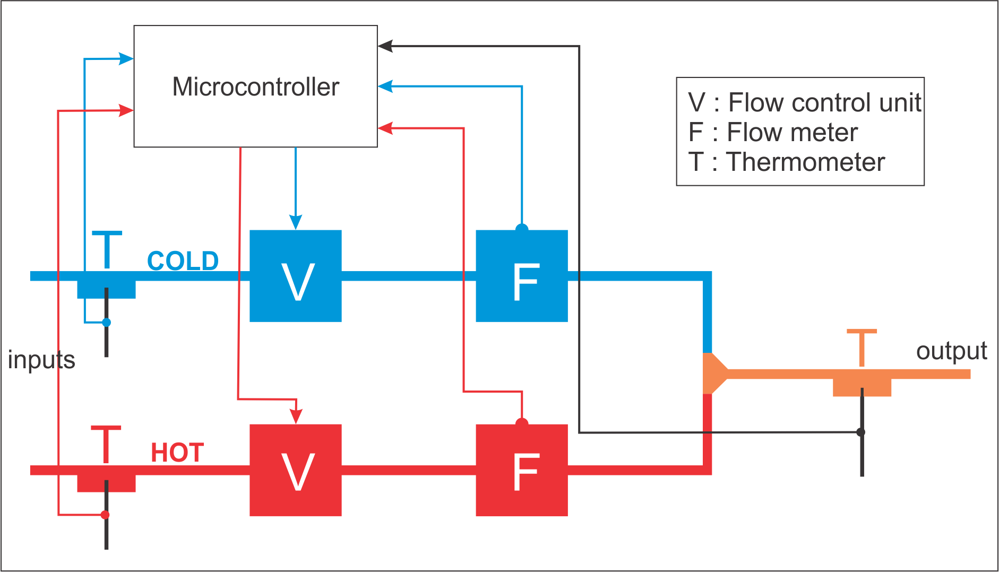 Microcontroller
V : Flow control unit
F : Flow meter
T : Thermometer
T
COLD
V
F
inputs
T
output
T
HOT
V
F